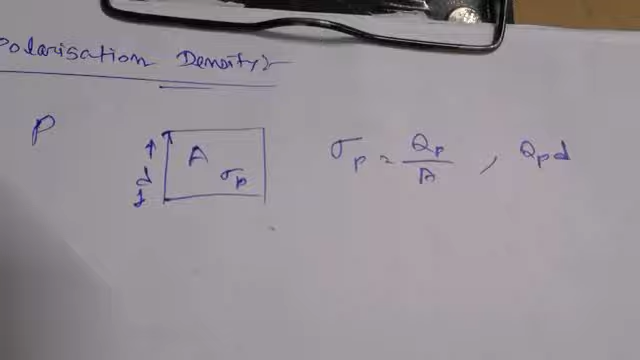 Polarisation Density:-
P
A
d
σp
σp = Qp/A , Qpd